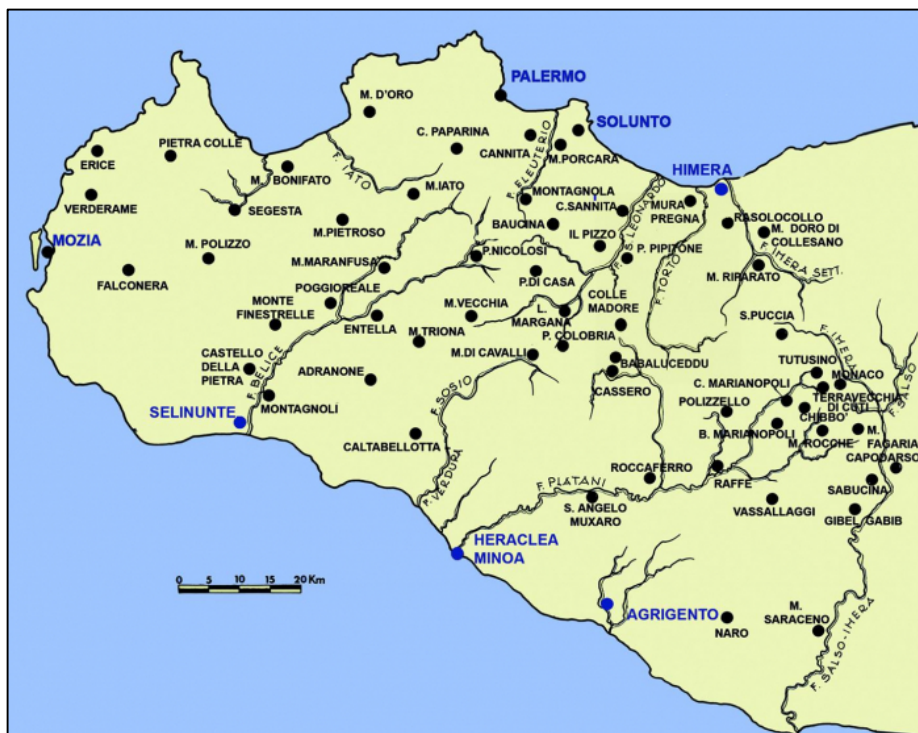 PALERMO
M. D'ORO
SOLUNTO
PIETRA COLLE
C. PAPARINA
CANNITA
M.PORCARA
F. ELEUTERIO
ERICE
M. BONIFATO
F. IATO
HIMERA
VERDERAME
SEGESTA
M.IATO
MONTAGNOLA
C.SANNITA
F. S. LEONARDO
MURA
PREGNA
M.PIETROSO
BAUCINA
IL PIZZO
RASOLOCOLLO
M. DORO DI
COLLESANO
MOZIA
M. POLIZZO
P.NICOLOSI
P. PIPITONE
F. TORTO
F. IMERA SETT.
FALCONERA
M.MARANFUSA
P.DI CASA
M. RIPARATO
POGGIOREALE
MONTE
FINESTRELLE
ENTELLA
M.VECCHIA
L.
MARGANA
COLLE
MADORE
S.PUCCIA
F. IMERA
F. SALSO
M.TRIONA
P. COLOBRIA
CASTELLO
DELLA
PIETRA
F. BELICE
ADRANONE
M.DI CAVALLI
BABALUCEDDU
CASSERO
TUTUSINO
MONACO
C. MARIANOPOLI
TERRAVECCHIA
DI CUTI
POLIZZELLO
CHIBBO'
SELINUNTE
MONTAGNOLI
F. SOSIO
B. MARIANOPOLI
M. ROCCHE
M.
FAGARIA
CAPODARSO
CALTABELLOTTA
F. VERDURA
F. PLATANI
ROCCAFERRO
RAFFE
S. ANGELO
MUXARO
VASSALLAGGI
SABUCINA
GIBEL GABIB
HERACLEA
MINOA
0 5 10 15 20 Km
AGRIGENTO
NARO
M.
SARACENO
F. SALSO-IMERA